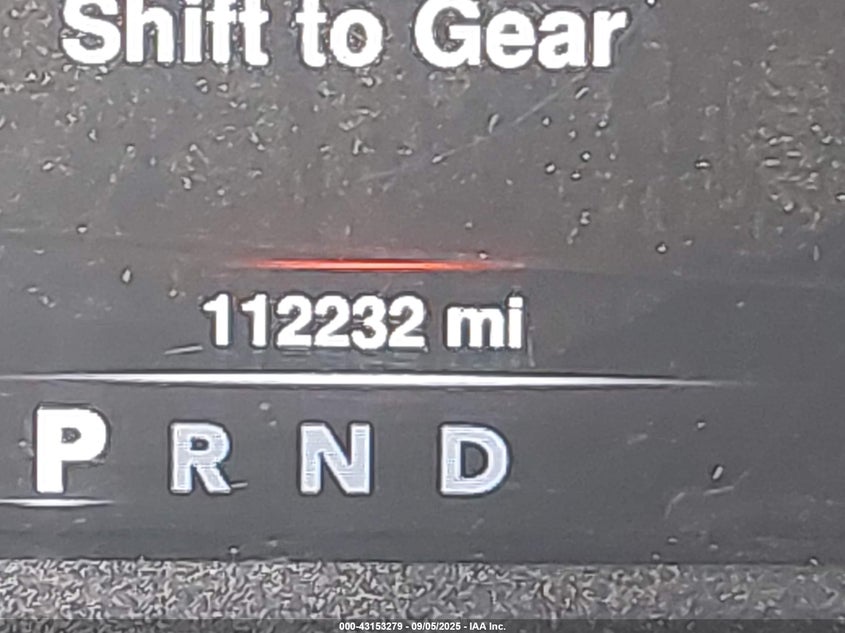 Shift to Gear
112232 mi
P R N D
000-43153279 - 09/05/2025 - IAA Inc.